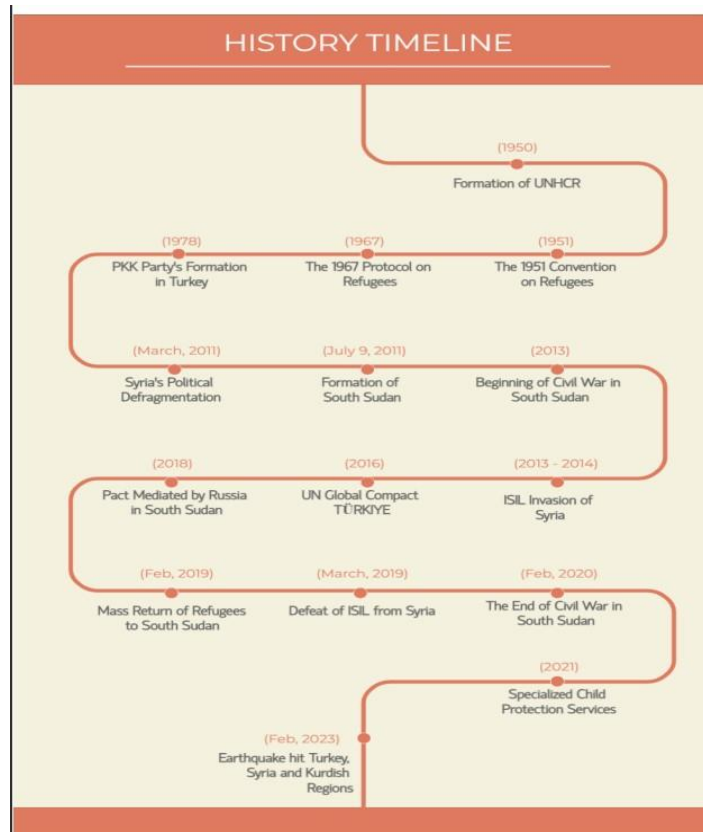 HISTORY TIMELINE
(1950)
Formation of UNHCR
(1951)
The 1951 Convention
on Refugees
(1967)
The 1967 Protocol on
Refugees
(1978)
PKK Party's Formation
in Turkey
(March, 2011)
Syria's Political
Defragmentation
(July 9, 2011)
Formation of
South Sudan
(2013)
Beginning of Civil War in
South Sudan
(2013 - 2014)
ISIL Invasion of
Syria
(2016)
UN Global Compact
TÜRKIYE
(2018)
Pact Mediated by Russia
in South Sudan
(Feb, 2019)
Mass Return of Refugees
to South Sudan
(March, 2019)
Defeat of ISIL from Syria
(Feb, 2020)
The End of Civil War in
South Sudan
(2021)
Specialized Child
Protection Services
(Feb, 2023)
Earthquake hit Turkey,
Syria and Kurdish
Regions